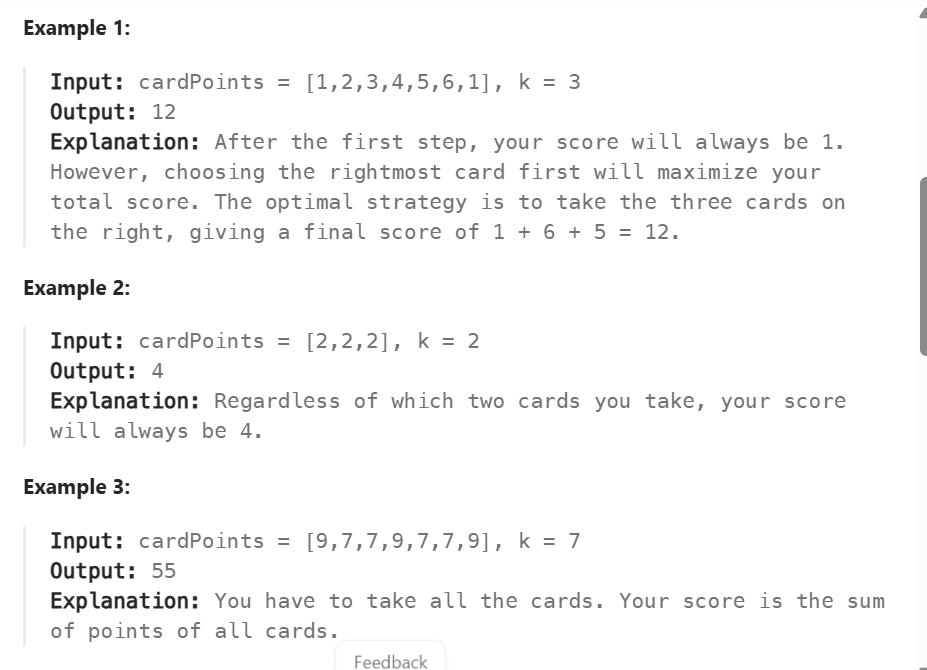 Example 1:
Input: cardPoints = [1,2,3,4,5,6,1], k = 3
Output: 12
Explanation: After the first step, your score will always be 1.
However, choosing the rightmost card first will maximize your
total score. The optimal strategy is to take the three cards on
the right, giving a final score of 1 + 6 + 5 = 12.
Example 2:
Input: cardPoints = [2,2,2], k = 2
Output: 4
Explanation: Regardless of which two cards you take, your score
will always be 4.
Example 3:
Input: cardPoints = [9,7,7,9,7,7,9], k = 7
Output: 55
Explanation: You have to take all the cards. Your score is the sum
of points of all cards.
Feedback